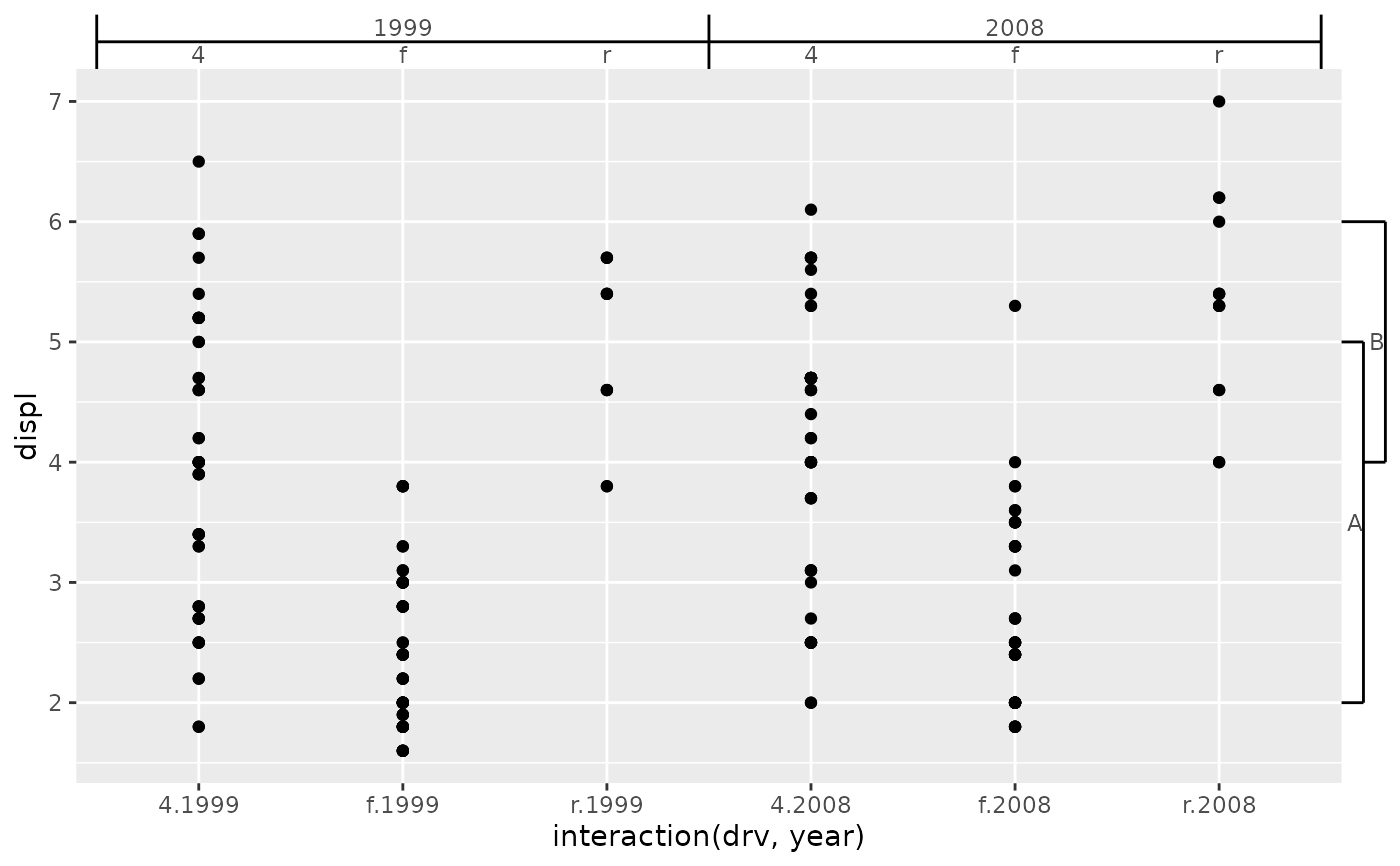 1999 2008
4 f r 4 f r
7
6
5
B
displ
4
A
3
2
4.1999 f.1999 r.1999 4.2008 f.2008 r.2008
interaction(drv, year)